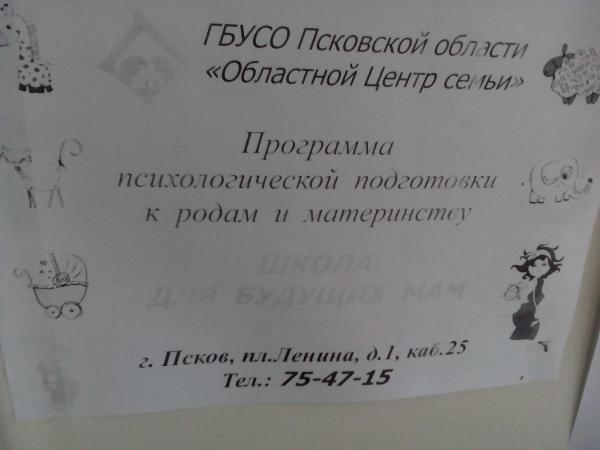 ГБУСО Псковской области
«Областной Центр семьи»
Программа
психологической подготовки
к родам и материнству
ШКОЛА
ДЛЯ БУДУЩИХ МАМ
г. Псков, пл.Ленина, д.1, каб.25
Тел.: 75-47-15